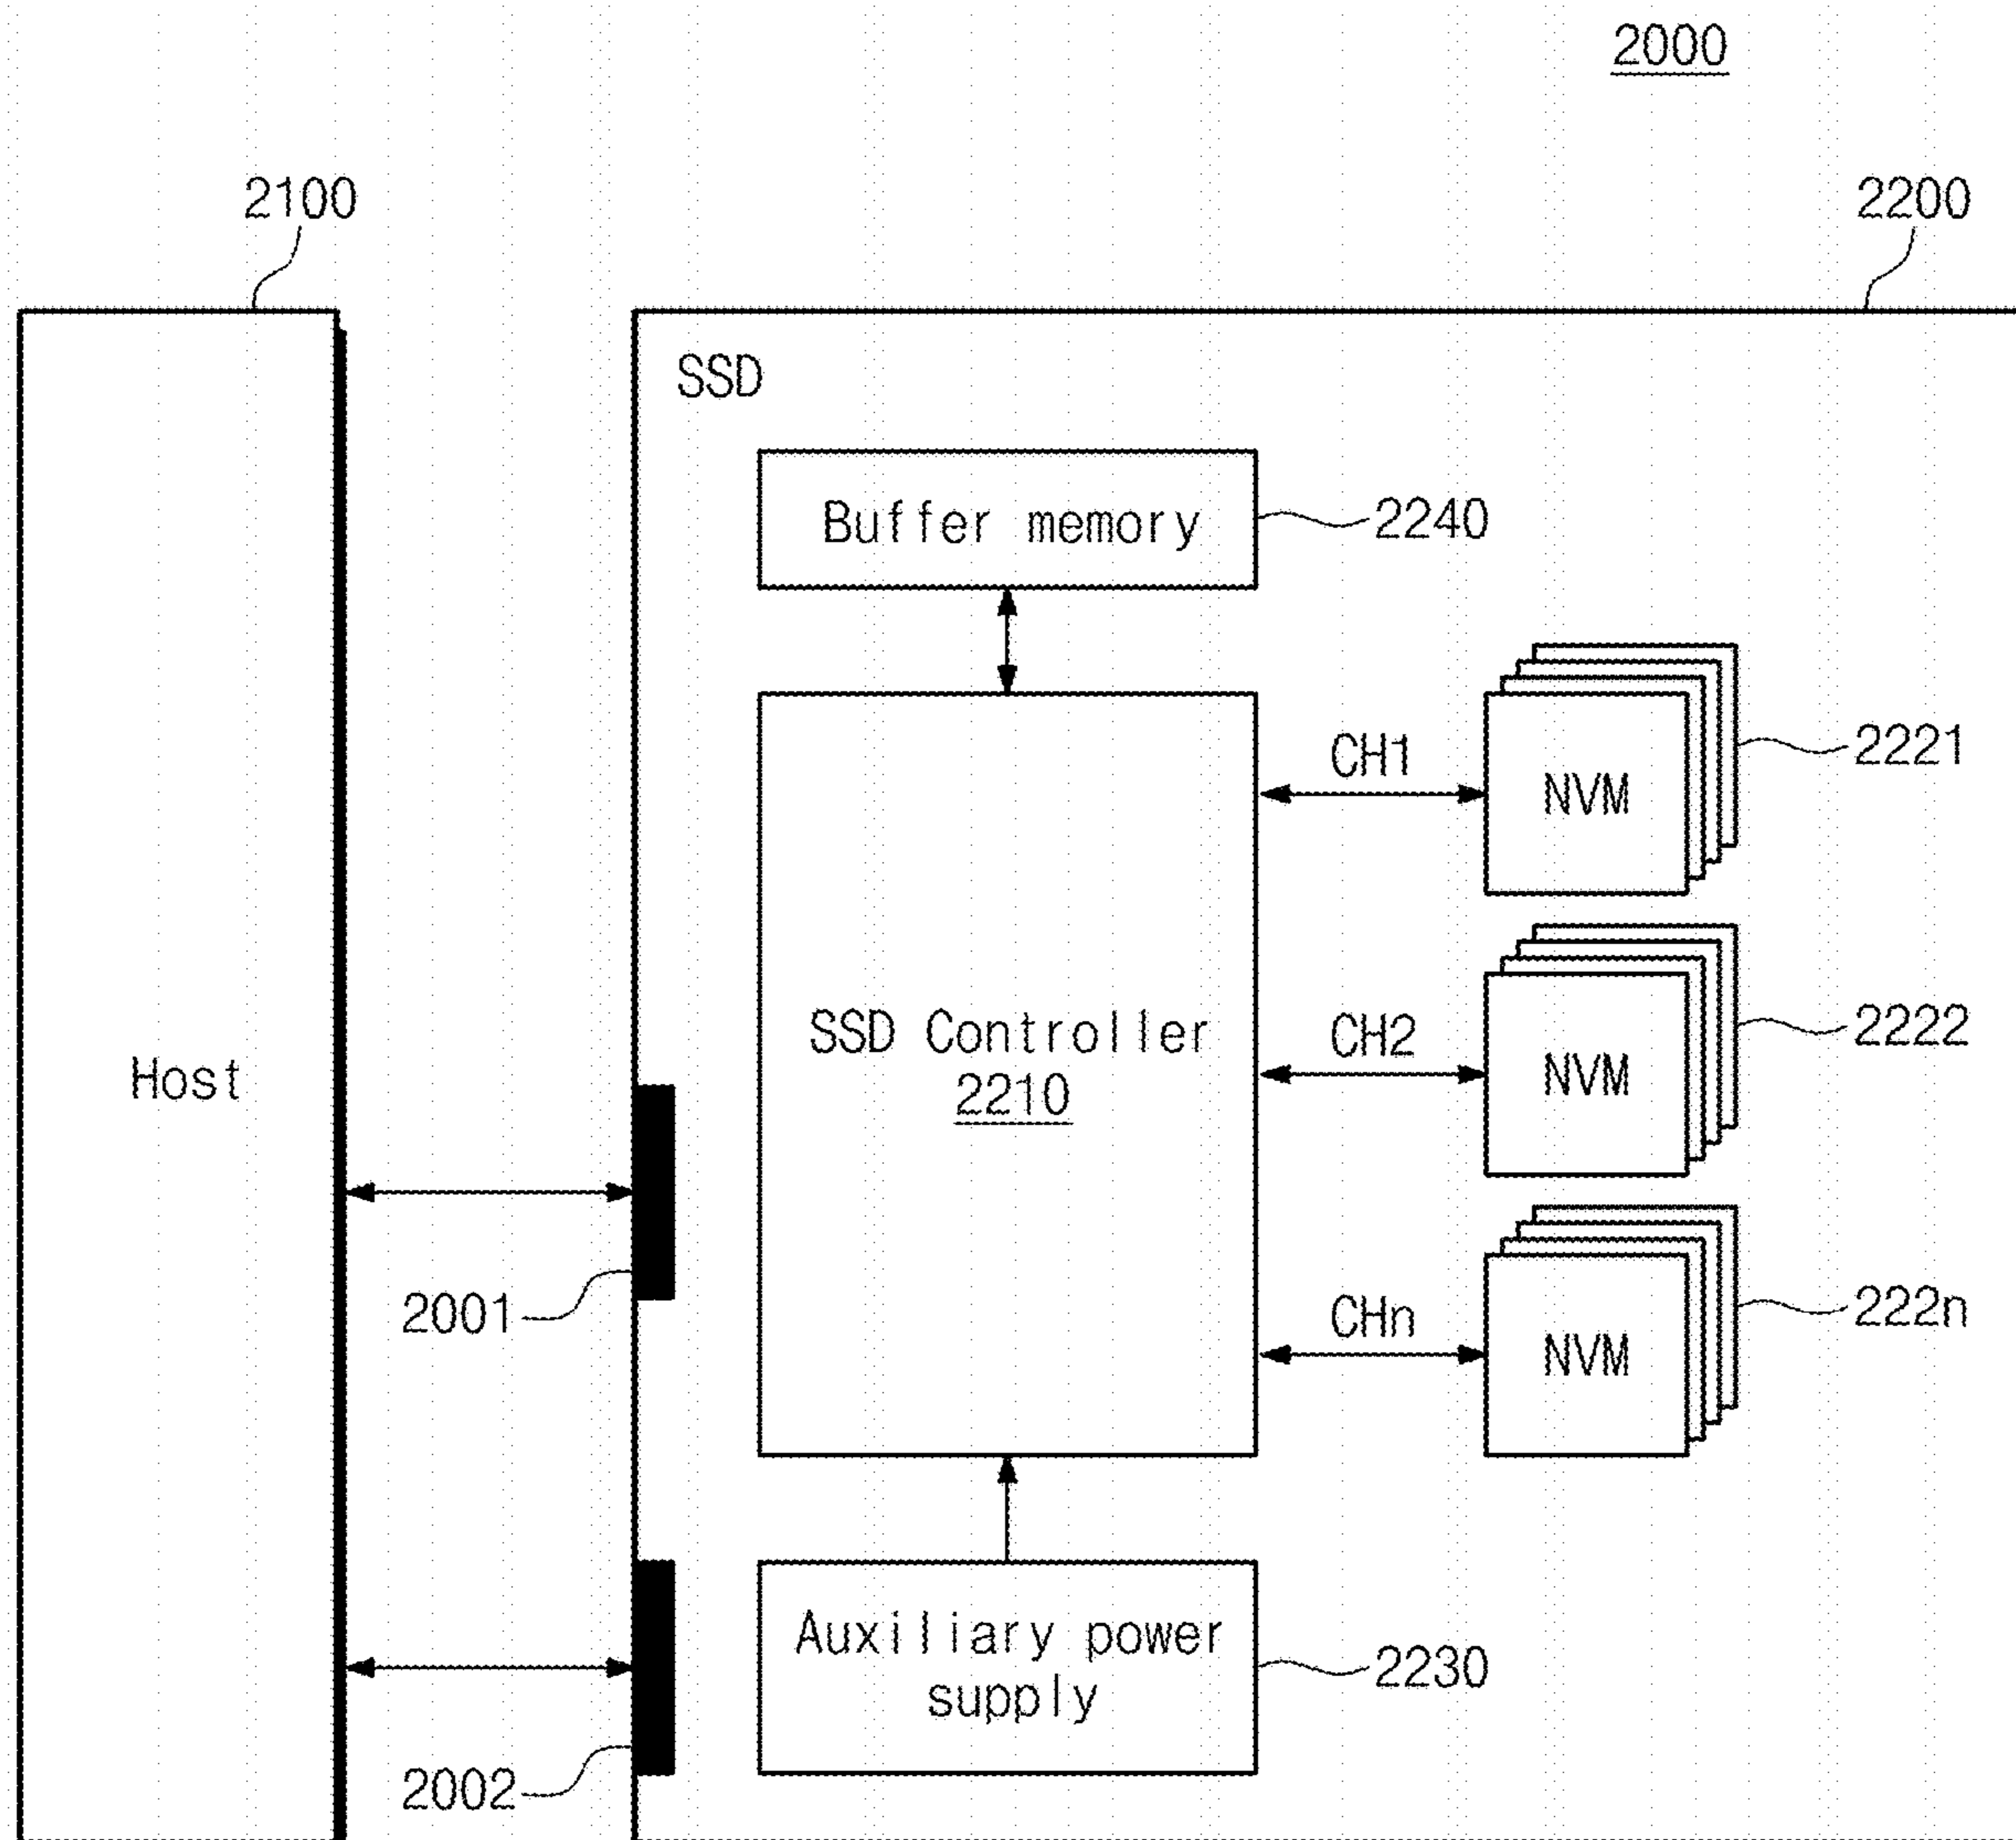 2000
2100
2200
SSD
Buffer memory
2240
CH1
NVM
2221
SSD Controller
2210
CH2
NVM
2222
Host
2001
CHn
NVM
222n
Auxiliary power
supply
2230
2002